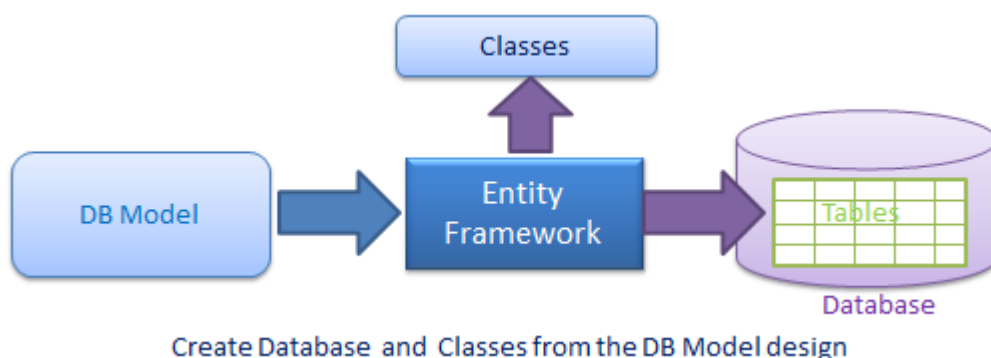 Classes
DB Model
Entity
Framework
Tables
Database
Create Database and Classes from the DB Model design